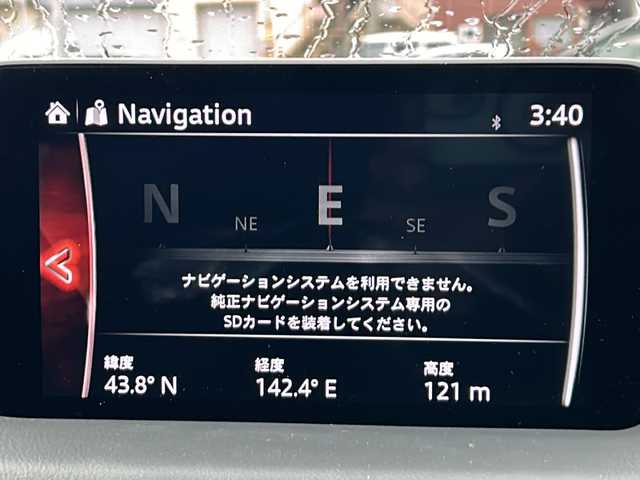 Navigation 3:40
N NE E SE S
ナビゲーションシステムを利用できません。
純正ナビゲーションシステム専用の
SDカードを装着してください。
緯度 経度 高度
43.8° N 142.4° E 121 m